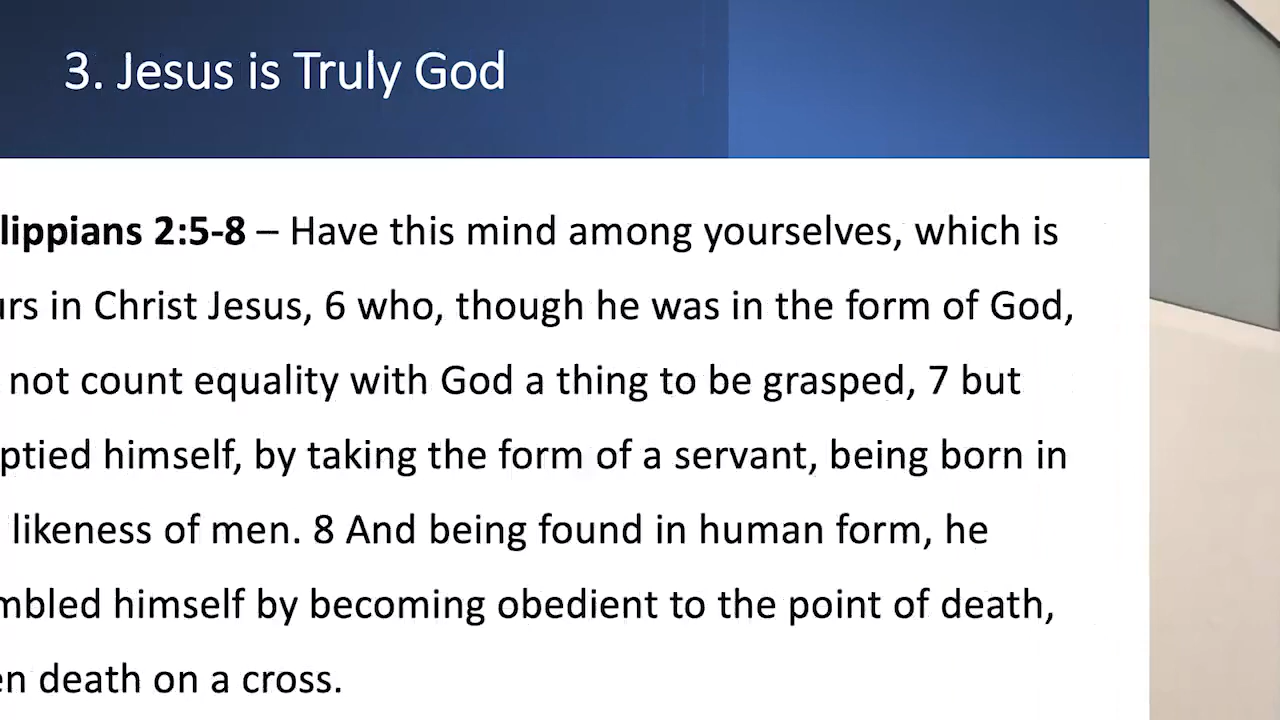 3. Jesus is Truly God
lippians 2:5-8 – Have this mind among yourselves, which is
urs in Christ Jesus, 6 who, though he was in the form of God,
not count equality with God a thing to be grasped, 7 but
ptied himself, by taking the form of a servant, being born in
likeness of men. 8 And being found in human form, he
mbled himself by becoming obedient to the point of death,
en death on a cross.